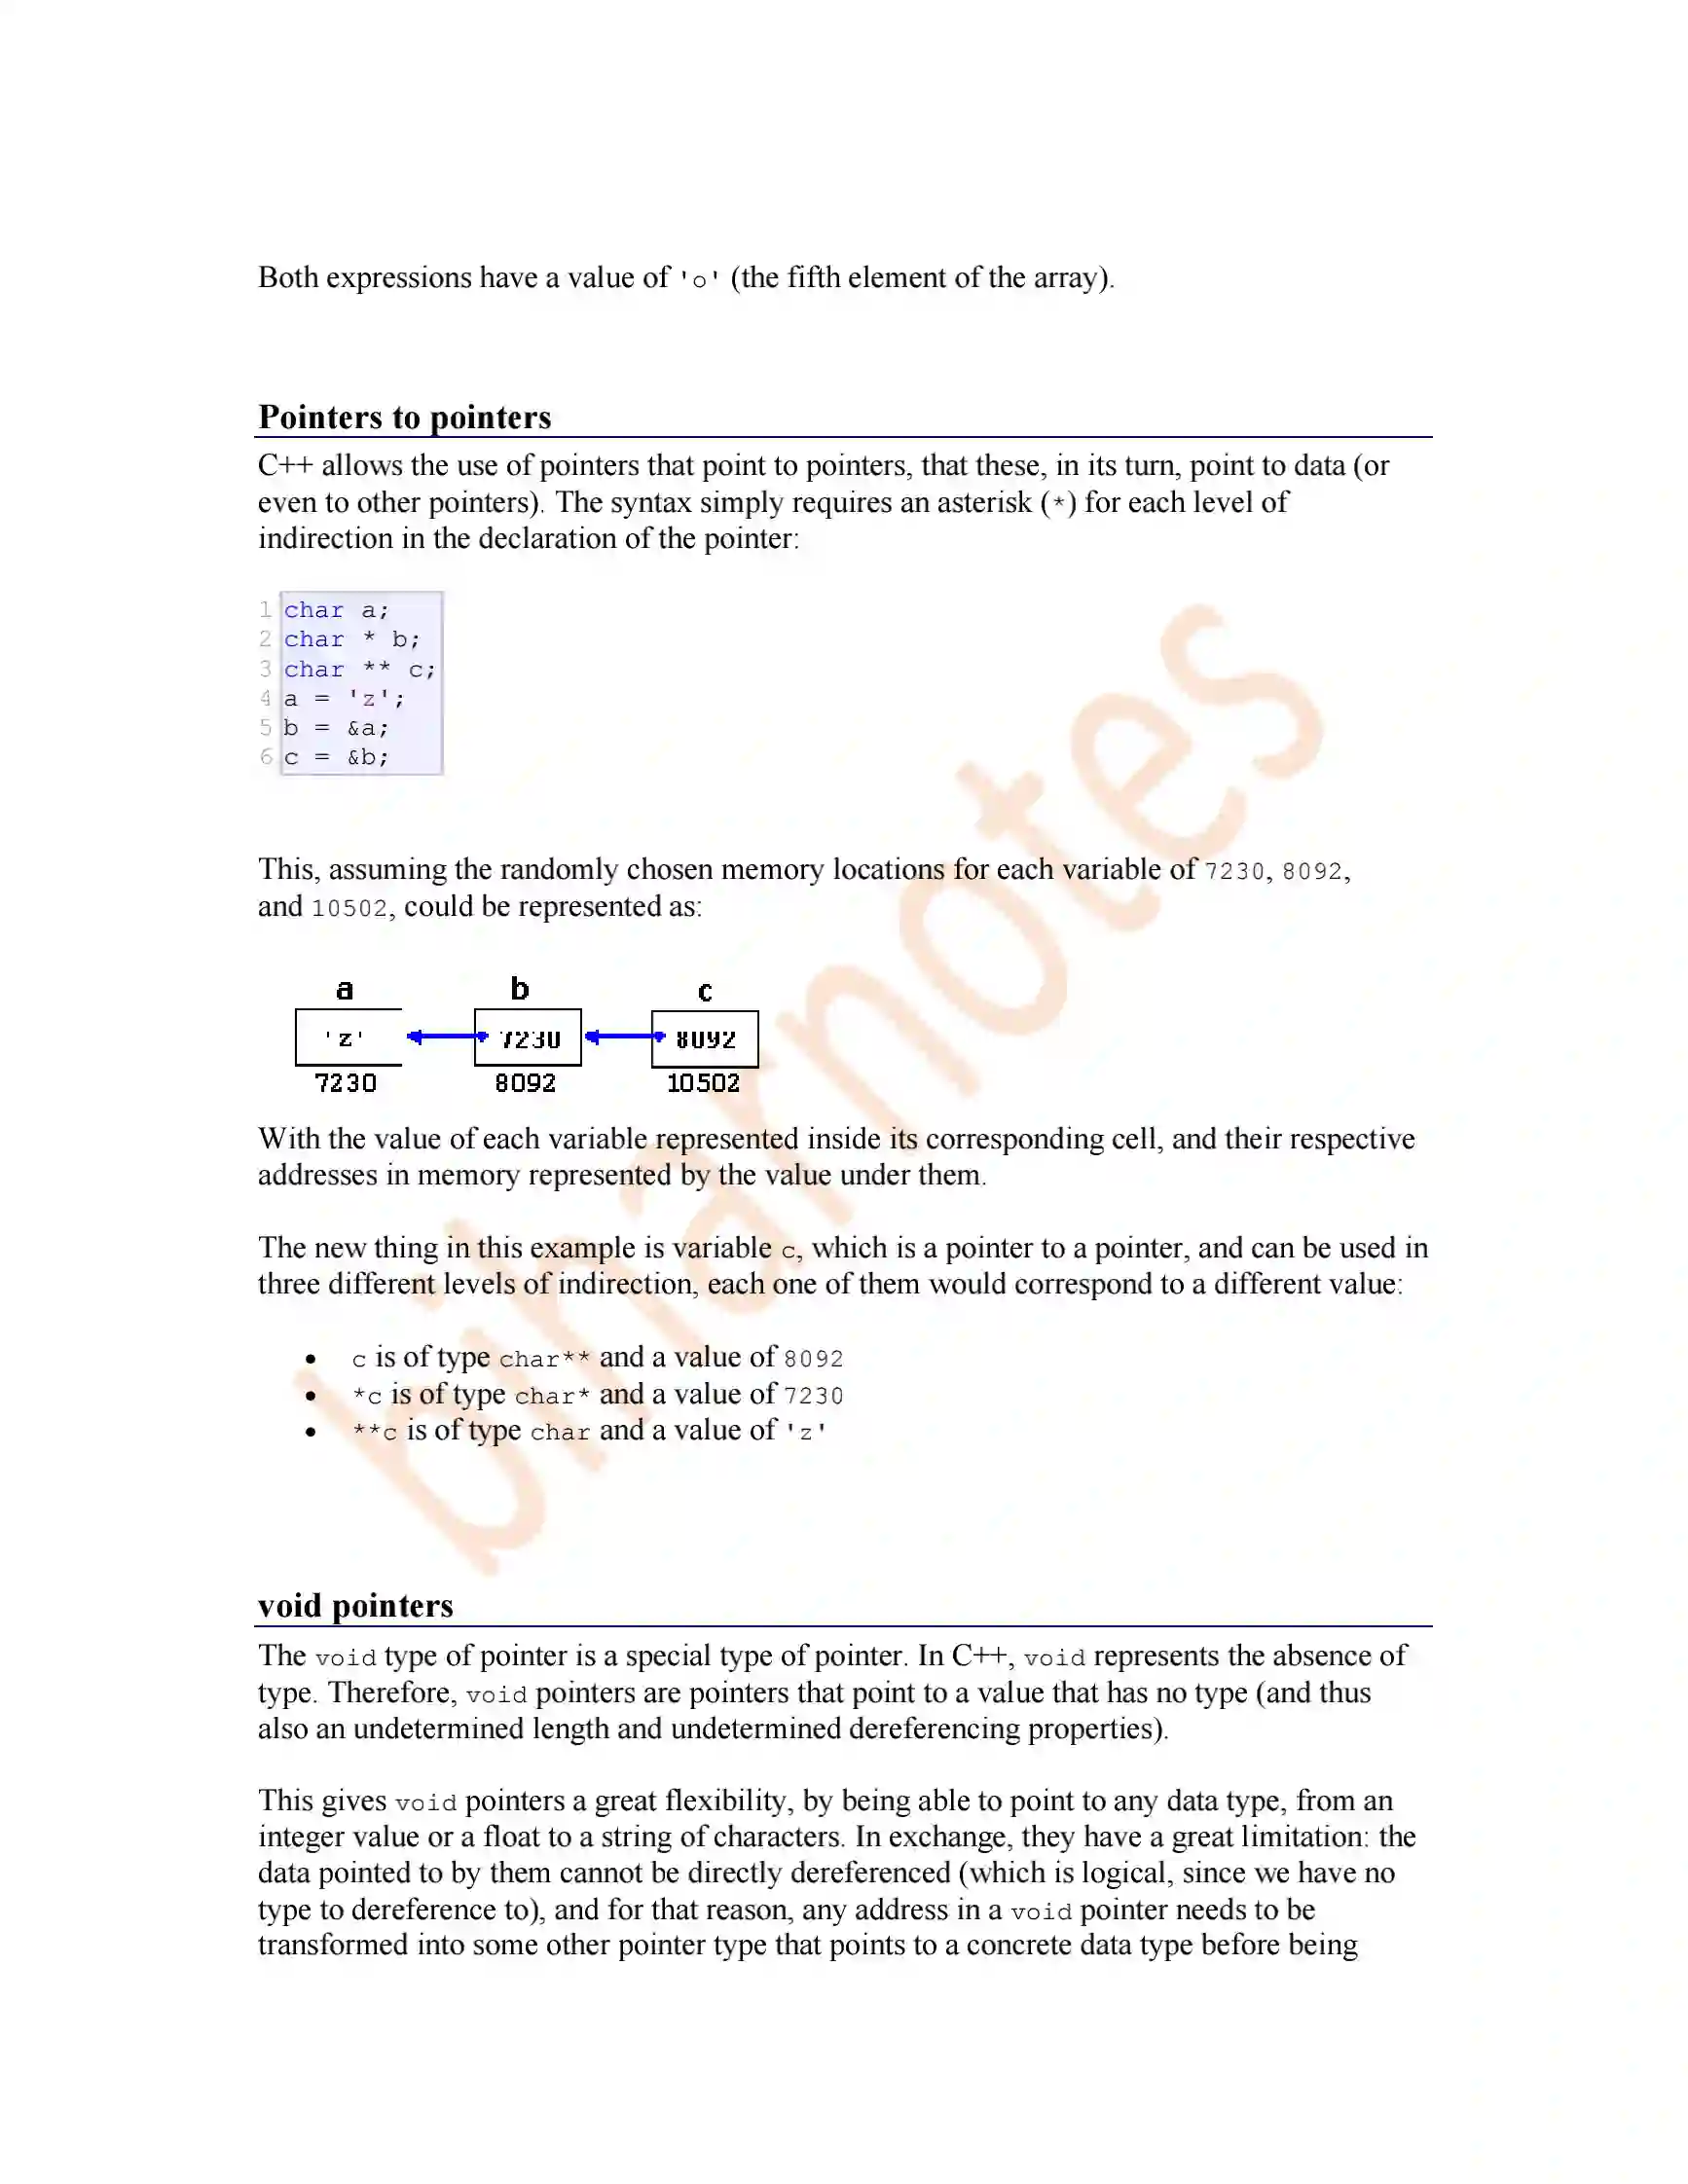 Both expressions have a value of 'o' (the fifth element of the array).
Pointers to pointers
C++ allows the use of pointers that point to pointers, that these, in its turn, point to data (or
even to other pointers). The syntax simply requires an asterisk (*) for each level of
indirection in the declaration of the pointer:
1 char a;
2 char * b;
3 char ** c;
4 a = 'z';
5 b = &a;
6 c = &b;
This, assuming the randomly chosen memory locations for each variable of 7230, 8092,
and 10502, could be represented as:
a b c
'z' 7230 8092
7230 8092 10502
With the value of each variable represented inside its corresponding cell, and their respective
addresses in memory represented by the value under them.
The new thing in this example is variable c, which is a pointer to a pointer, and can be used in
three different levels of indirection, each one of them would correspond to a different value:
• c is of type char** and a value of 8092
• *c is of type char* and a value of 7230
• **c is of type char and a value of 'z'
void pointers
The void type of pointer is a special type of pointer. In C++, void represents the absence of
type. Therefore, void pointers are pointers that point to a value that has no type (and thus
also an undetermined length and undetermined dereferencing properties).
This gives void pointers a great flexibility, by being able to point to any data type, from an
integer value or a float to a string of characters. In exchange, they have a great limitation: the
data pointed to by them cannot be directly dereferenced (which is logical, since we have no
type to dereference to), and for that reason, any address in a void pointer needs to be
transformed into some other pointer type that points to a concrete data type before being
biharnotes